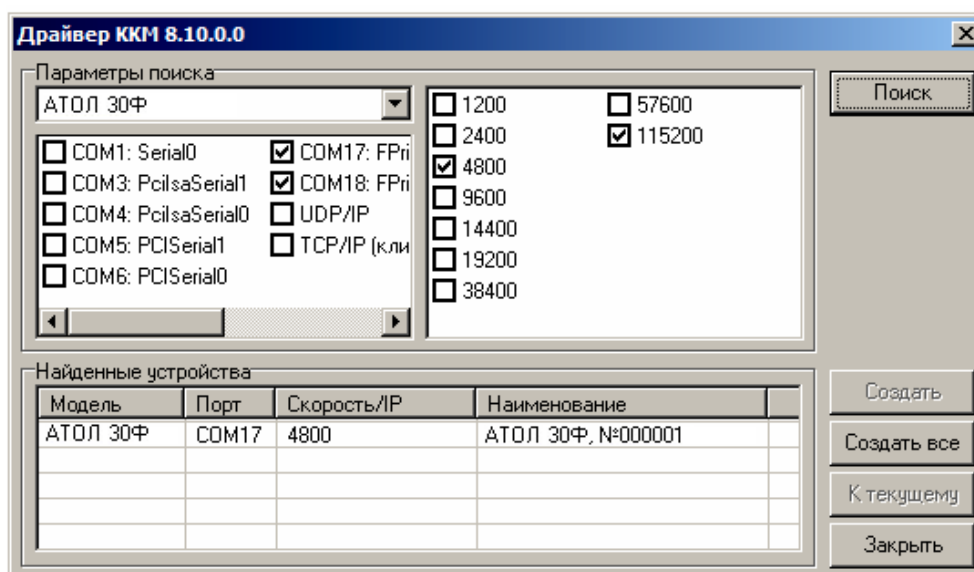 Драйвер ККМ 8.10.0.0
Параметры поиска
АТОЛ 30Ф
COM1: Serial0
COM3: PciIsaSerial1
COM4: PciIsaSerial0
COM5: PCISerial1
COM6: PCISerial0
COM17: FPri
COM18: FPri
UDP/IP
TCP/IP (кли
1200
2400
4800
9600
14400
19200
38400
57600
115200
Поиск
Найденные устройства
Модель Порт Скорость/IP Наименование
АТОЛ 30Ф COM17 4800 АТОЛ 30Ф, №000001
Создать
Создать все
К текущему
Закрыть